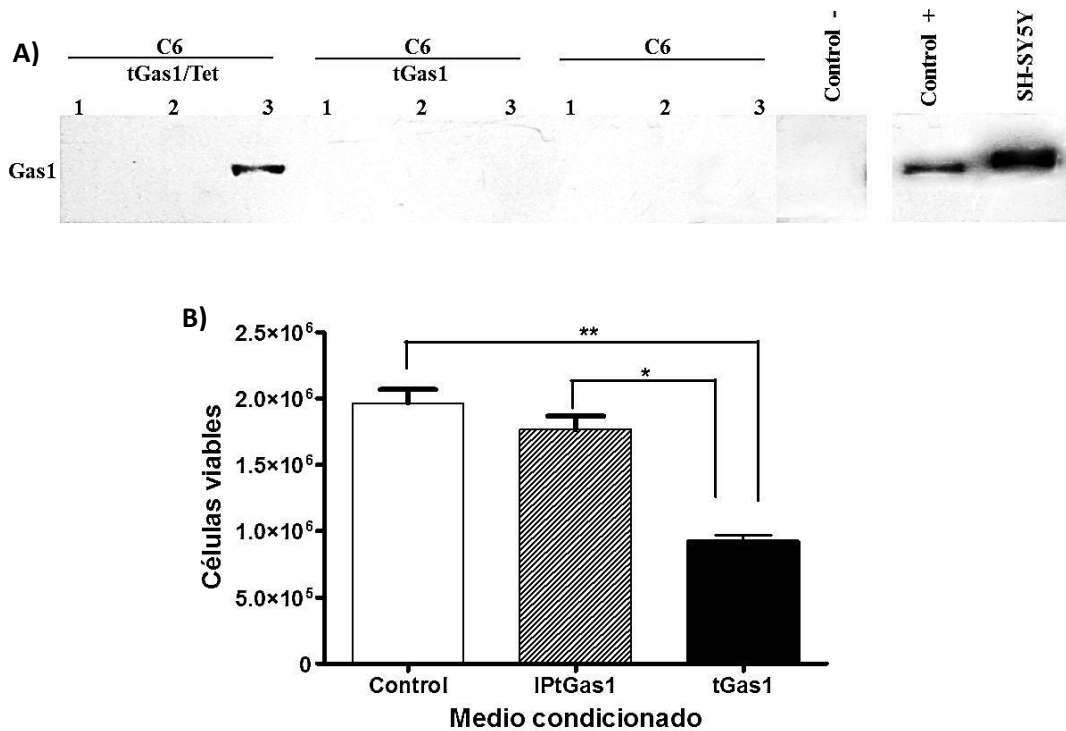 A)
C6
tGas1/Tet
1 2 3
C6
tGas1
1 2 3
C6
1 2 3
Control -
Control +
SH-SY5Y
Gas1
B)
Células viables
2.5×10⁶
2.0×10⁶
1.5×10⁶
1.0×10⁶
5.0×10⁵
0
**
*
Control IPtGas1 tGas1
Medio condicionado